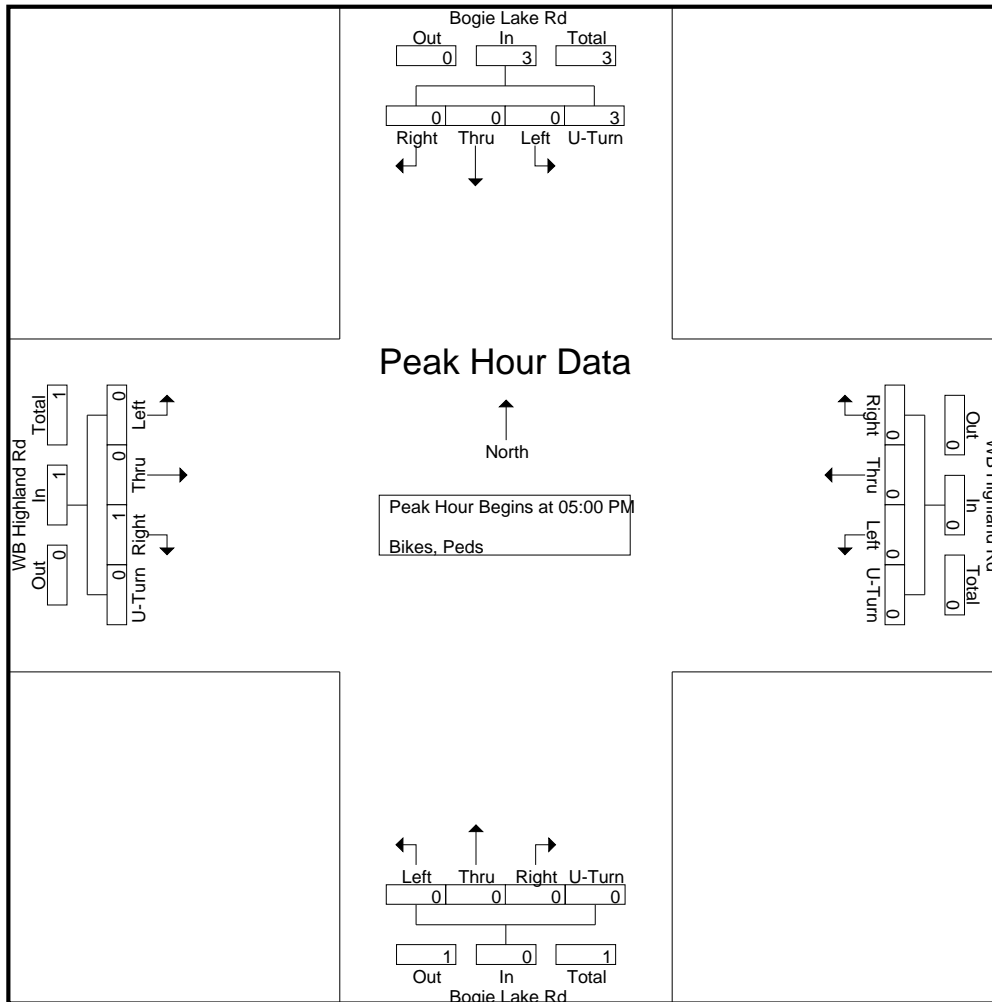 Bogie Lake Rd
Out In Total
0 3 3
0 0 0 3
Right Thru Left U-Turn
Peak Hour Data
North
Peak Hour Begins at 05:00 PM
Bikes, Peds
WB Highland Rd
Out In Total
0 1 1
U-Turn Right Thru Left
0 1 0 0
WB Highland Rd
Out In Total
0 0 0
Right Thru Left U-Turn
0 0 0 0
Left Thru Right U-Turn
0 0 0 0
1 0 1
Out In Total
Bogie Lake Rd